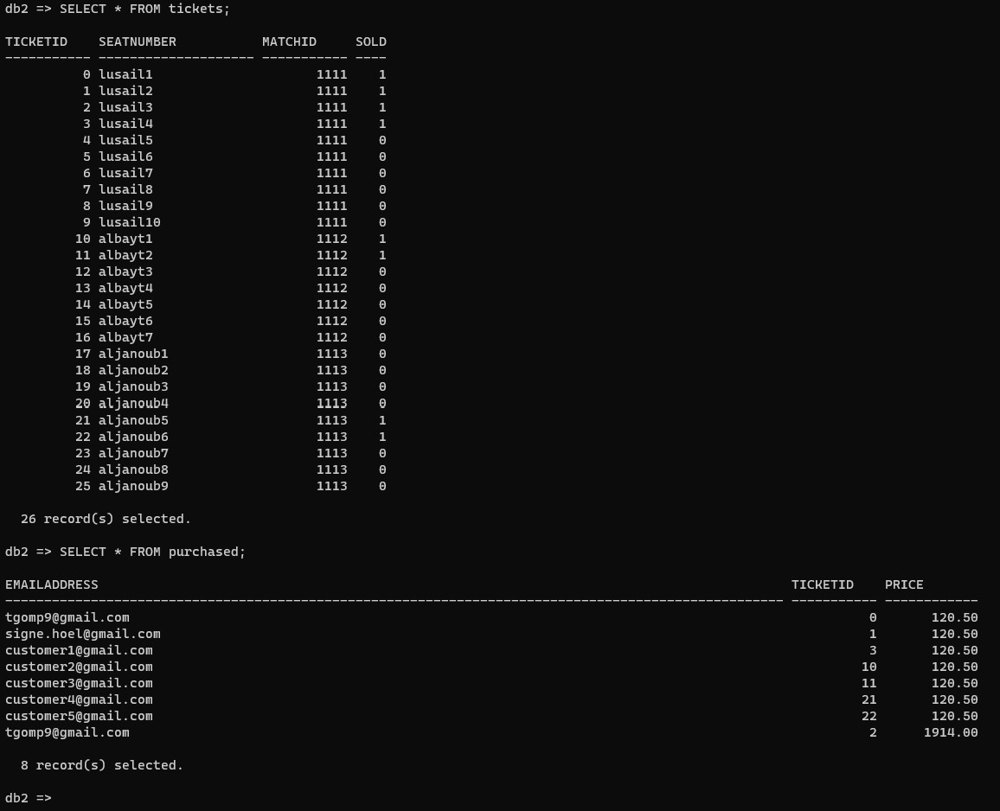 db2 => SELECT * FROM tickets;
TICKETID    SEATNUMBER           MATCHID     SOLD
----------- -------------------- ----------- ----
          0 lusail1                     1111    1
          1 lusail2                     1111    1
          2 lusail3                     1111    1
          3 lusail4                     1111    1
          4 lusail5                     1111    0
          5 lusail6                     1111    0
          6 lusail7                     1111    0
          7 lusail8                     1111    0
          8 lusail9                     1111    0
          9 lusail10                    1111    0
         10 albayt1                     1112    1
         11 albayt2                     1112    1
         12 albayt3                     1112    0
         13 albayt4                     1112    0
         14 albayt5                     1112    0
         15 albayt6                     1112    0
         16 albayt7                     1112    0
         17 aljanoub1                   1113    0
         18 aljanoub2                   1113    0
         19 aljanoub3                   1113    0
         20 aljanoub4                   1113    0
         21 aljanoub5                   1113    1
         22 aljanoub6                   1113    1
         23 aljanoub7                   1113    0
         24 aljanoub8                   1113    0
         25 aljanoub9                   1113    0
  26 record(s) selected.
db2 => SELECT * FROM purchased;
EMAILADDRESS TICKETID    PRICE
---------------------------------------------------------------------------------------------------- ----------- ------------
tgomp9@gmail.com 0 120.50
signe.hoel@gmail.com 1 120.50
customer1@gmail.com 3 120.50
customer2@gmail.com 10 120.50
customer3@gmail.com 11 120.50
customer4@gmail.com 21 120.50
customer5@gmail.com 22 120.50
tgomp9@gmail.com 2 1914.00
  8 record(s) selected.
db2 =>